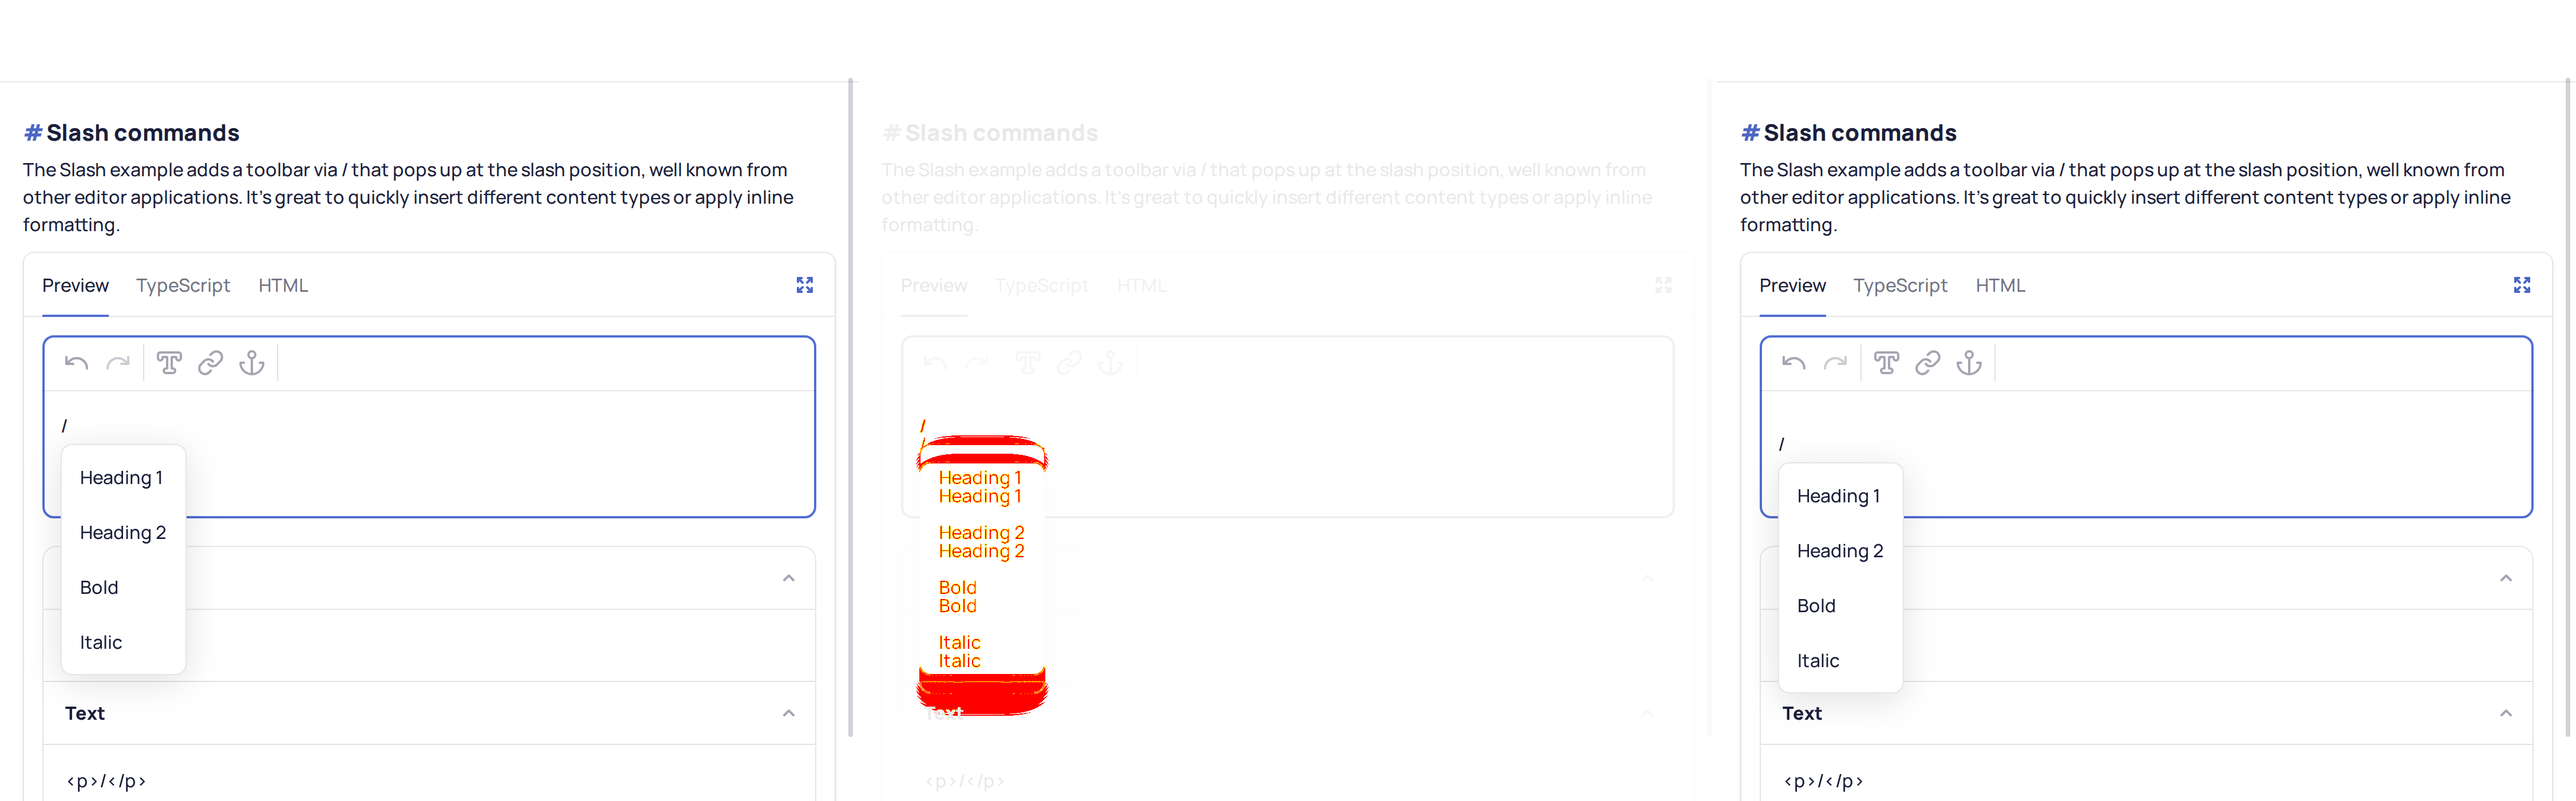 # Slash commands
The Slash example adds a toolbar via / that pops up at the slash position, well known from
other editor applications. It's great to quickly insert different content types or apply inline
formatting.
Preview TypeScript HTML
/
Heading 1
Heading 2
Bold
Italic
Text
<p>/</p>
# Slash commands
The Slash example adds a toolbar via / that pops up at the slash position, well known from
other editor applications. It's great to quickly insert different content types or apply inline
formatting.
Preview TypeScript HTML
/
/
Heading 1
Heading 1
Heading 2
Heading 2
Bold
Bold
Italic
Italic
Text
<p>/</p>
# Slash commands
The Slash example adds a toolbar via / that pops up at the slash position, well known from
other editor applications. It's great to quickly insert different content types or apply inline
formatting.
Preview TypeScript HTML
/
Heading 1
Heading 2
Bold
Italic
Text
<p>/</p>